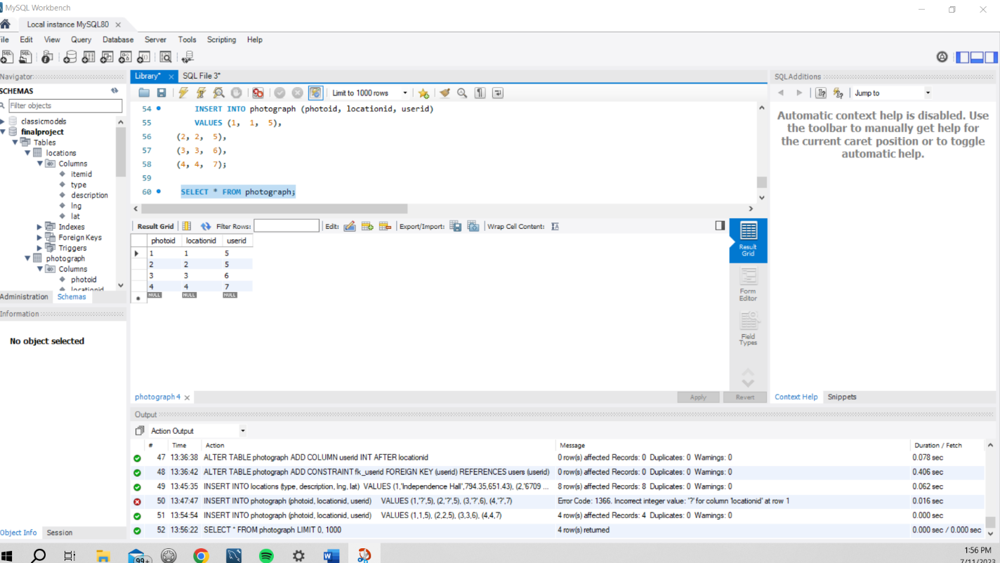 MySQL Workbench
Local instance MySQL80
File Edit View Query Database Server Tools Scripting Help
Navigator
SCHEMAS
Filter objects
classicmodels
finalproject
Tables
locations
Columns
itemid
type
description
lng
lat
Indexes
Foreign Keys
Triggers
photograph
Columns
photoid
locationid
Administration Schemas
Information
No object selected
Object Info Session
Library* SQL File 3*
Limit to 1000 rows
54 INSERT INTO photograph (photoid, locationid, userid)
55 VALUES (1, 1, 5),
56 (2, 2, 5),
57 (3, 3, 6),
58 (4, 4, 7);
59
60 SELECT * FROM photograph;
Result Grid Filter Rows: Edit: Export/Import: Wrap Cell Content: IA
photoid locationid userid
1 1 5
2 2 5
3 3 6
4 4 7
NULL NULL NULL
Result Grid
Form Editor
Field Types
photograph 4 Apply Revert
SQLAdditions
Jump to
Automatic context help is disabled. Use
the toolbar to manually get help for
the current caret position or to toggle
automatic help.
Context Help Snippets
Output
Action Output
# Time Action Message Duration / Fetch
47 13:36:38 ALTER TABLE photograph ADD COLUMN userid INT AFTER locationid 0 row(s) affected Records: 0 Duplicates: 0 Warnings: 0 0.078 sec
48 13:36:42 ALTER TABLE photograph ADD CONSTRAINT fk_userid FOREIGN KEY (userid) REFERENCES users (userid) 0 row(s) affected Records: 0 Duplicates: 0 Warnings: 0 0.406 sec
49 13:45:35 INSERT INTO locations (type, description, lng, lat) VALUES (1,'Independence Hall',794.35,651.43), (2,'6709 ... 8 row(s) affected Records: 8 Duplicates: 0 Warnings: 0 0.062 sec
50 13:47:47 INSERT INTO photograph (photoid, locationid, userid) VALUES (1,'?',5), (2,'?',5), (3,'?',6), (4,'?',7) Error Code: 1366. Incorrect integer value: '?' for column 'locationid' at row 1 0.016 sec
51 13:54:54 INSERT INTO photograph (photoid, locationid, userid) VALUES (1,1,5), (2,2,5), (3,3,6), (4,4,7) 4 row(s) affected Records: 4 Duplicates: 0 Warnings: 0 0.000 sec
52 13:56:22 SELECT * FROM photograph LIMIT 0, 1000 4 row(s) returned 0.000 sec / 0.000 sec
99+
1:56 PM
7/11/2023